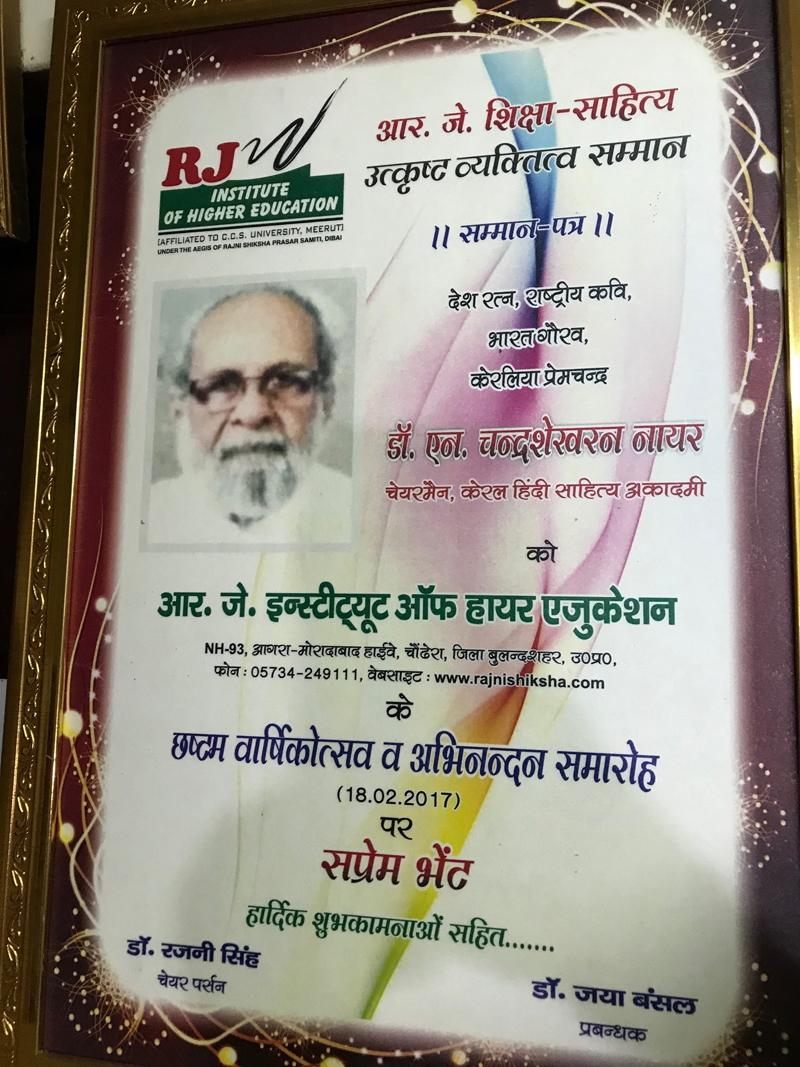 RJ
INSTITUTE
OF HIGHER EDUCATION
[AFFILIATED TO C.C.S. UNIVERSITY, MEERUT]
UNDER THE AEGIS OF RAJNI SHIKSHA PRASAR SAMITI, DIBAI
आर. जे. शिक्षा-साहित्य
उत्कृष्ट व्यक्तित्व सम्मान
।। सम्मान-पत्र ।।
देश रत्न, राष्ट्रीय कवि,
भारत गौरव,
केरलिया प्रेमचन्द्र
डॉ. एन. चन्द्रशेखरन नायर
चेयरमैन, केरल हिंदी साहित्य अकादमी
को
आर. जे. इन्स्टीट्यूट ऑफ हायर एजुकेशन
NH-93, आगरा-मोरादाबाद हाईवे, चौंढेरा, जिला बुलन्दशहर, उ०प्र०,
फोन : 05734-249111, वेबसाइट : www.rajnishiksha.com
के
छष्टम वार्षिकोत्सव व अभिनन्दन समारोह
(18.02.2017)
पर
सप्रेम भेंट
हार्दिक शुभकामनाओं सहित.......
डॉ. रजनी सिंह
चेयर पर्सन
डॉ. जया बंसल
प्रबन्धक